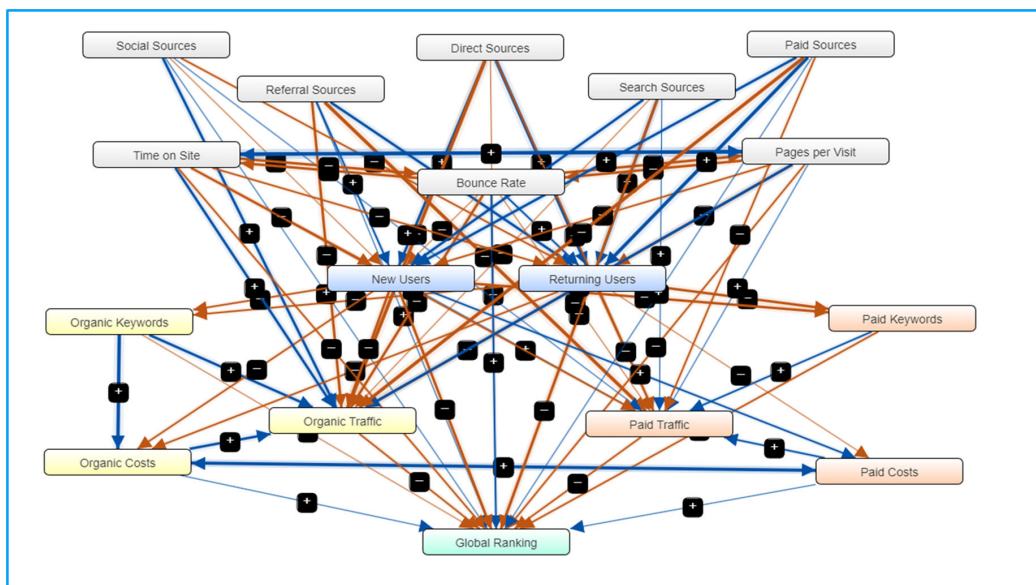 Social Sources
Direct Sources
Paid Sources
Referral Sources
Search Sources
Time on Site
Pages per Visit
Bounce Rate
New Users
Returning Users
Organic Keywords
Paid Keywords
Organic Traffic
Paid Traffic
Organic Costs
Paid Costs
Global Ranking